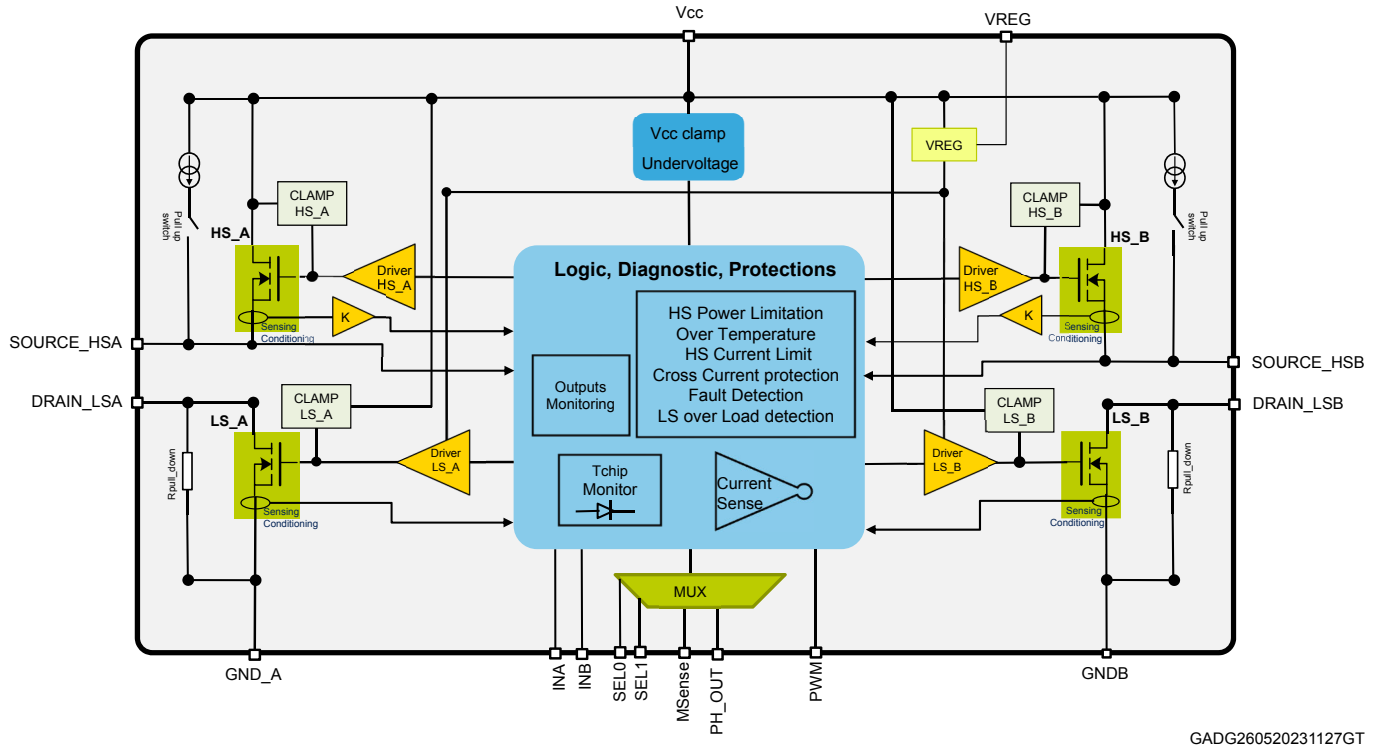 Vcc
VREG
Vcc clamp
Undervoltage
VREG
CLAMP
HS_A
CLAMP
HS_B
Pull up
switch
Pull up
switch
HS_A
HS_B
Driver
HS_A
Driver
HS_B
Logic, Diagnostic, Protections
HS Power Limitation
Over Temperature
HS Current Limit
Cross Current protection
Fault Detection
LS over Load detection
K
K
Sensing
Conditioning
Sensing
Conditioning
SOURCE_HSA
SOURCE_HSB
Outputs
Monitoring
DRAIN_LSA
DRAIN_LSB
CLAMP
LS_A
CLAMP
LS_B
LS_A
LS_B
Driver
LS_A
Driver
LS_B
Rpull_down
Rpull_down
Tchip
Monitor
Current
Sense
Sensing
Conditioning
Sensing
Conditioning
MUX
GND_A
INA
INB
SEL0
SEL1
MSense
PH_OUT
PWM
GNDB
GADG260520231127GT